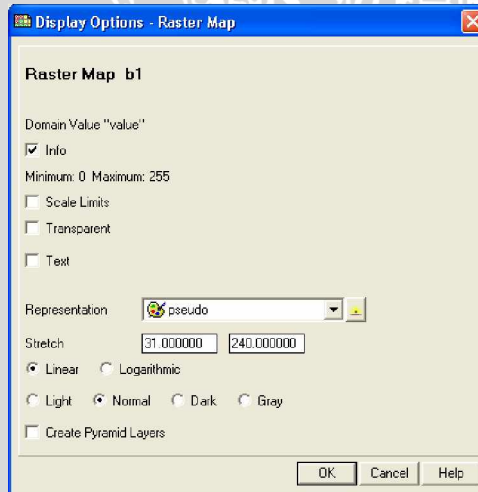 Display Options - Raster Map
Raster Map b1
Domain Value "value"
Info
Minimum: 0 Maximum: 255
Scale Limits
Transparent
Text
Representation pseudo
Stretch 31.000000 240.000000
Linear Logarithmic
Light Normal Dark Gray
Create Pyramid Layers
OK Cancel Help